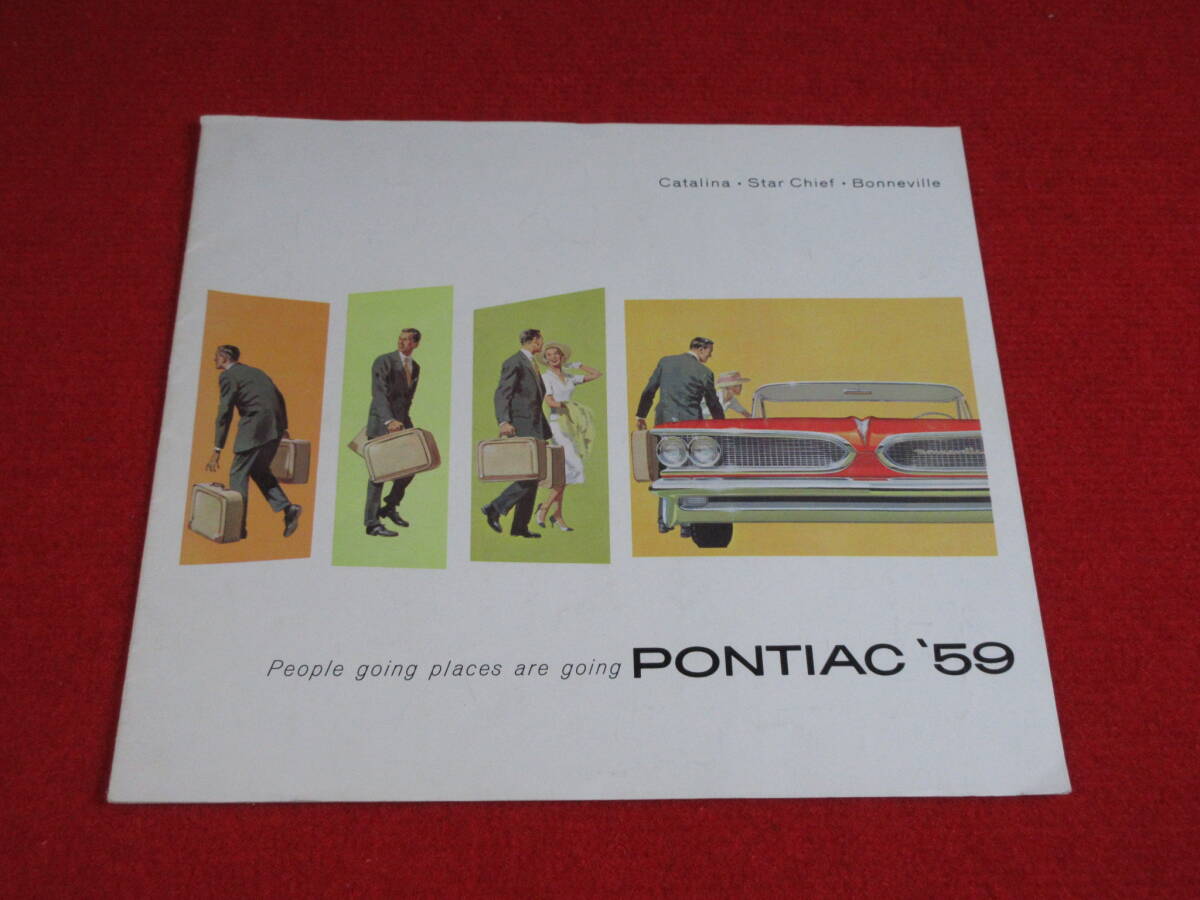 Catalina • Star Chief • Bonneville
People going places are going PONTIAC '59